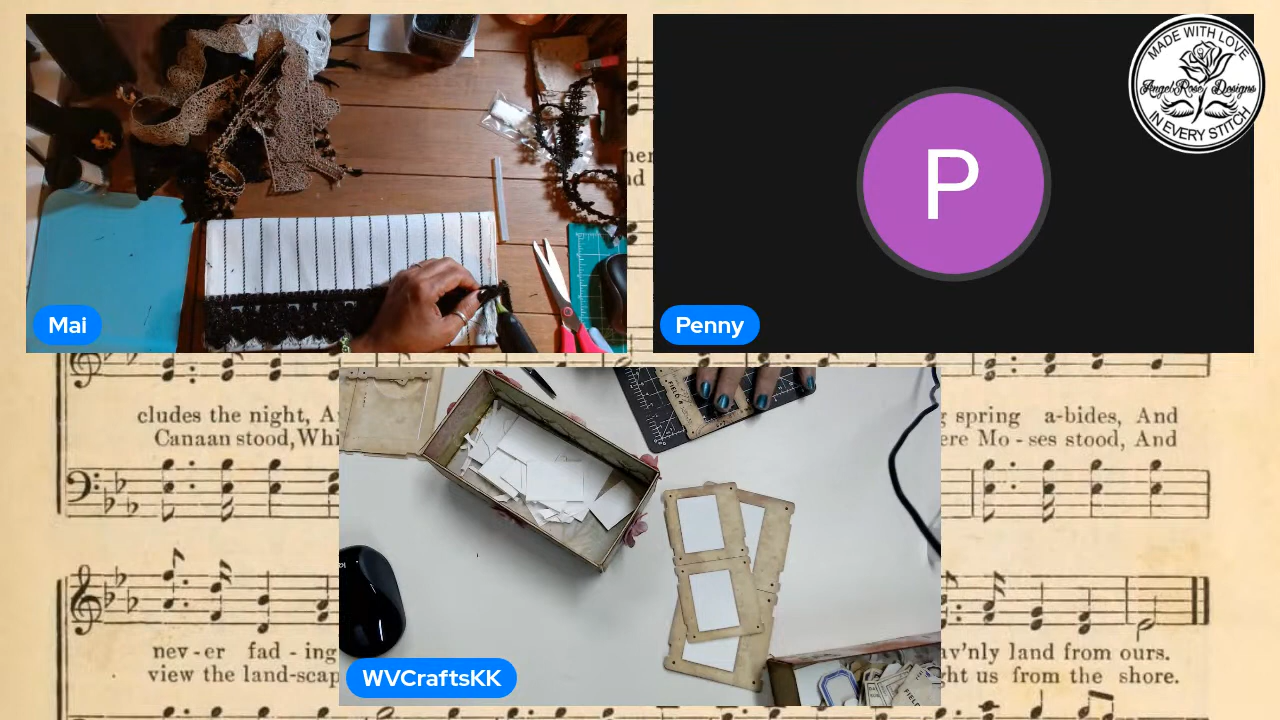 Mai
P
Penny
MADE WITH LOVE
AngelRose Designs
IN EVERY STITCH
cludes the night,
spring a-bides, And
Canaan stood, Whi
ere Mo - ses stood, And
FIELD
WVCraftsKK
nev - er fad - ing
av'nly land from ours.
view the land-scap
ght us from the shore.